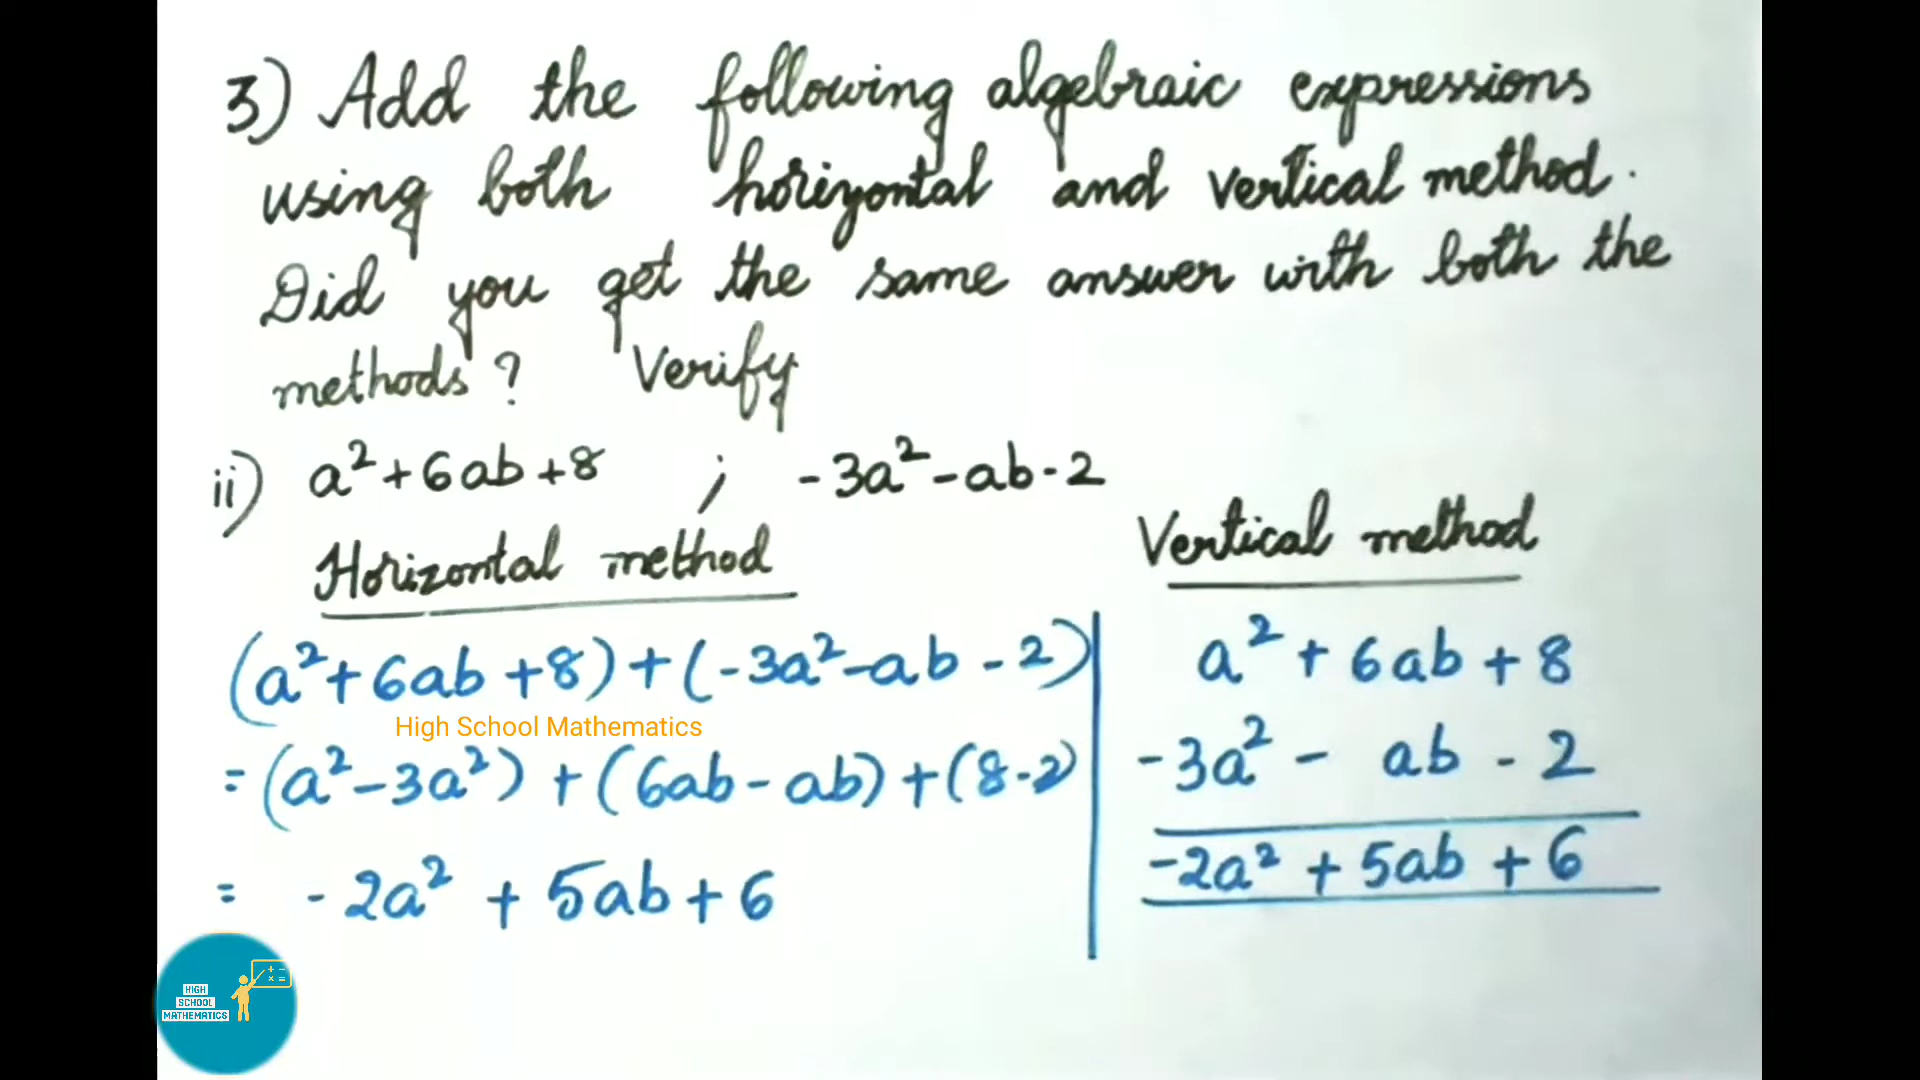 3) Add the following algebraic expressions
using both horizontal and vertical method.
Did you get the same answer with both the
methods? Verify
ii) a²+6ab+8 ; -3a²-ab-2
Horizontal method
(a²+6ab+8)+(-3a²-ab-2)
High School Mathematics
=(a²-3a²)+(6ab-ab)+(8-2)
= -2a²+5ab+6
Vertical method
a²+6ab+8
-3a²- ab-2
-2a²+5ab+6
HIGH
SCHOOL
MATHEMATICS